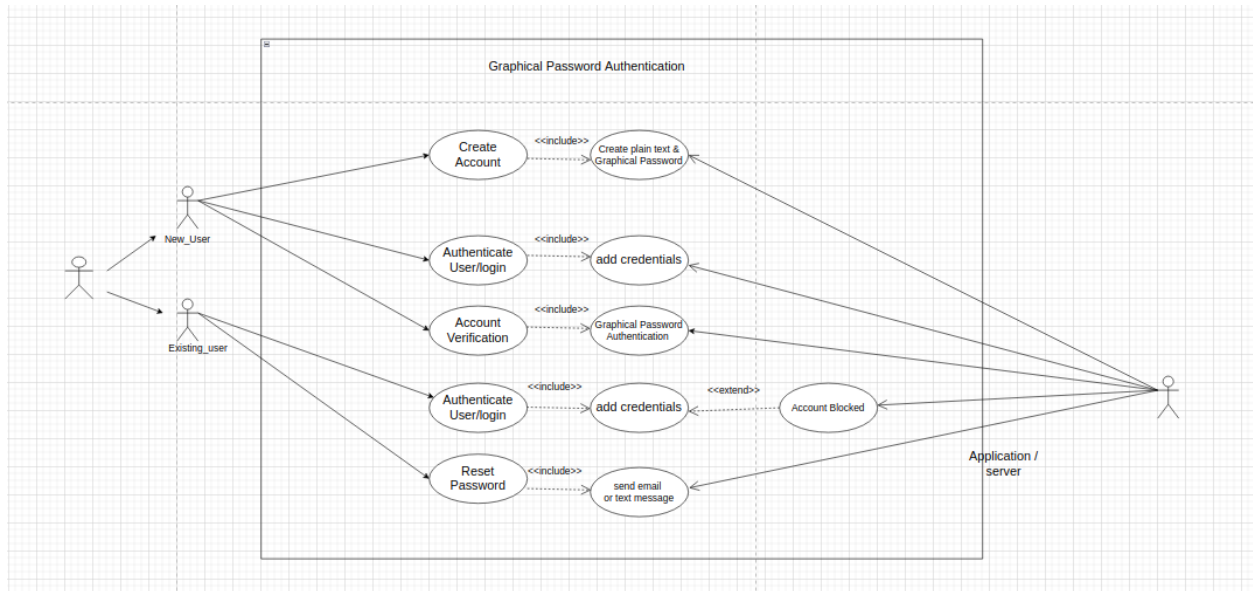 Graphical Password Authentication
Create
Account
<<include>>
Create plain text &
Graphical Password
New_User
Authenticate
User/login
<<include>>
add credentials
Account
Verification
<<include>>
Graphical Password
Authentication
Existing_user
Authenticate
User/login
<<include>>
add credentials
<<extend>>
Account Blocked
Reset
Password
<<include>>
send email
or text message
Application /
server